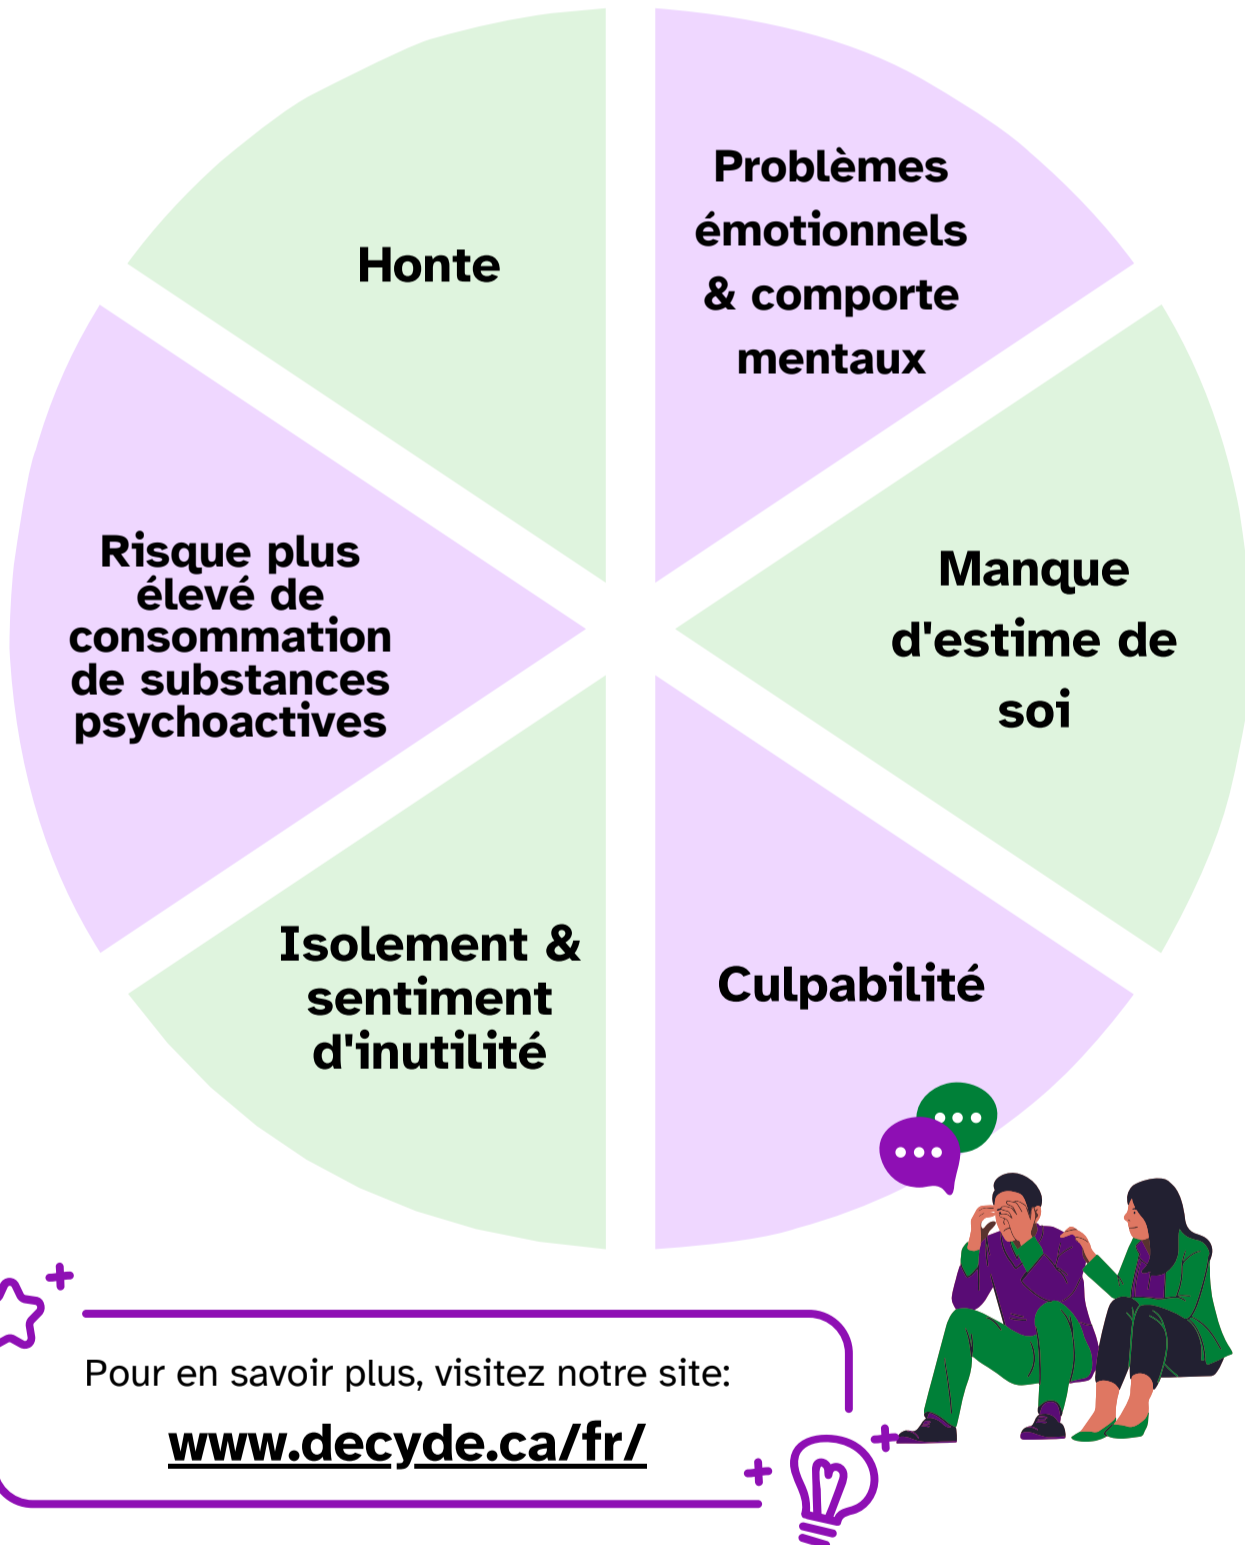 Honte
Problèmes
émotionnels
& comporte
mentaux
Risque plus
élevé de
consommation
de substances
psychoactives
Manque
d'estime de
soi
Isolement &
sentiment
d'inutilité
Culpabilité
Pour en savoir plus, visitez notre site:
www.decyde.ca/fr/